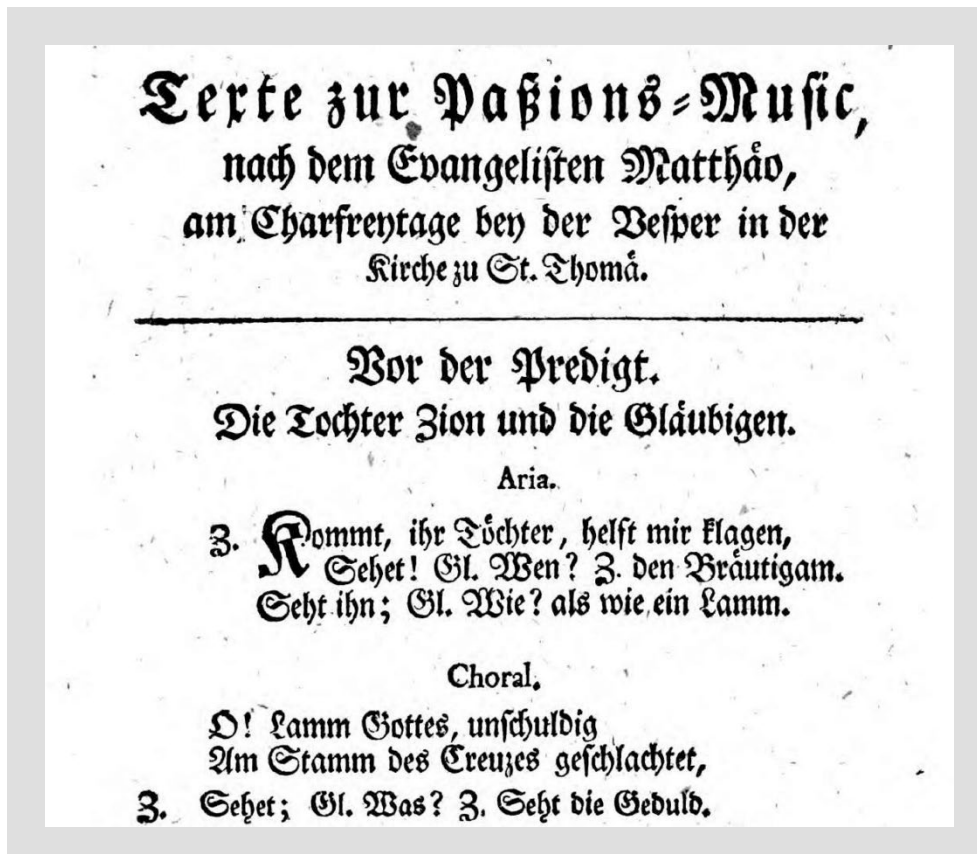 Texte zur Paßions-Music,
nach dem Evangelisten Matthäo,
am Charfreytage bey der Vesper in der
Kirche zu St. Thomä.
Vor der Predigt.
Die Tochter Zion und die Gläubigen.
Aria.
Z. Kommt, ihr Töchter, helft mir klagen,
Sehet! Gl. Wen? Z. den Bräutigam.
Seht ihn; Gl. Wie? als wie ein Lamm.
Choral.
O! Lamm Gottes, unschuldig
Am Stamm des Creuzes geschlachtet,
Z. Sehet; Gl. Was? Z. Seht die Geduld.